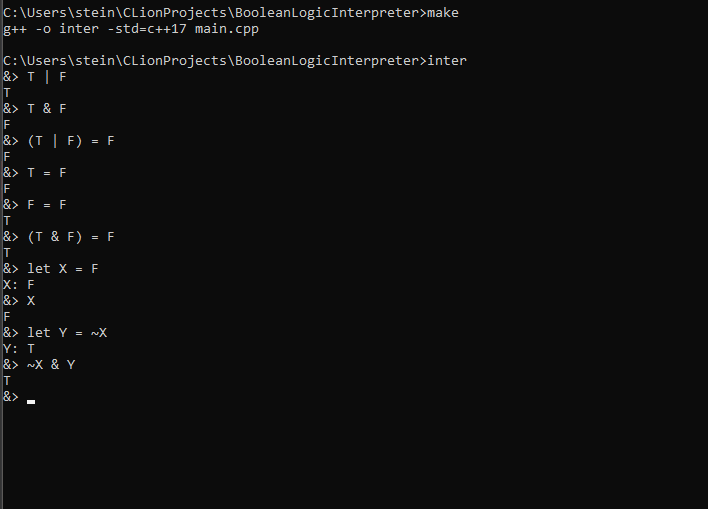 C:\Users\stein\CLionProjects\BooleanLogicInterpreter>make
g++ -o inter -std=c++17 main.cpp
C:\Users\stein\CLionProjects\BooleanLogicInterpreter>inter
&> T | F
T
&> T & F
F
&> (T | F) = F
F
&> T = F
F
&> F = F
T
&> (T & F) = F
T
&> let X = F
X: F
&> X
F
&> let Y = ~X
Y: T
&> ~X & Y
T
&>